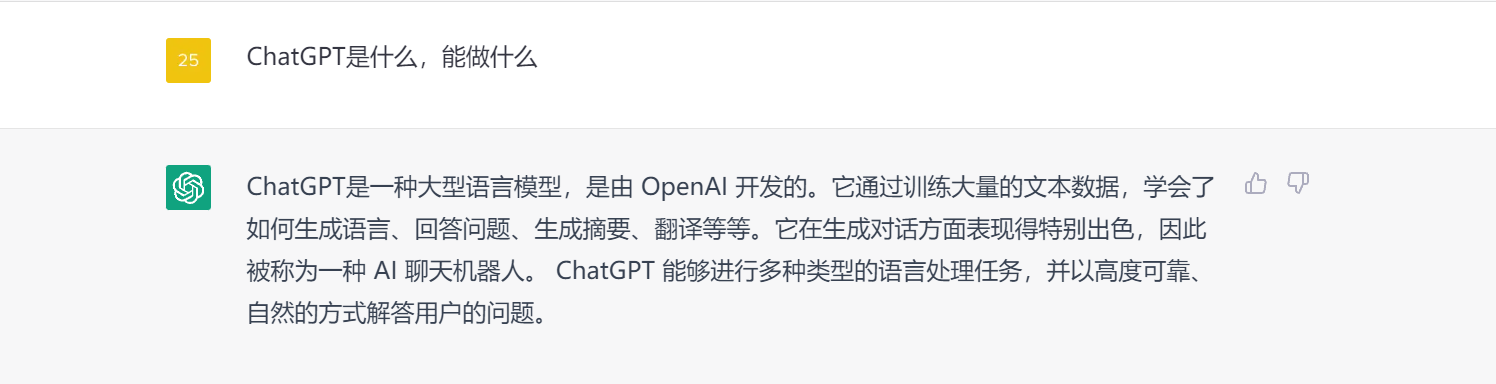 25
ChatGPT是什么，能做什么
ChatGPT是一种大型语言模型，是由 OpenAI 开发的。它通过训练大量的文本数据，学会了
如何生成语言、回答问题、生成摘要、翻译等等。它在生成对话方面表现得特别出色，因此
被称为一种 AI 聊天机器人。 ChatGPT 能够进行多种类型的语言处理任务，并以高度可靠、
自然的方式解答用户的问题。